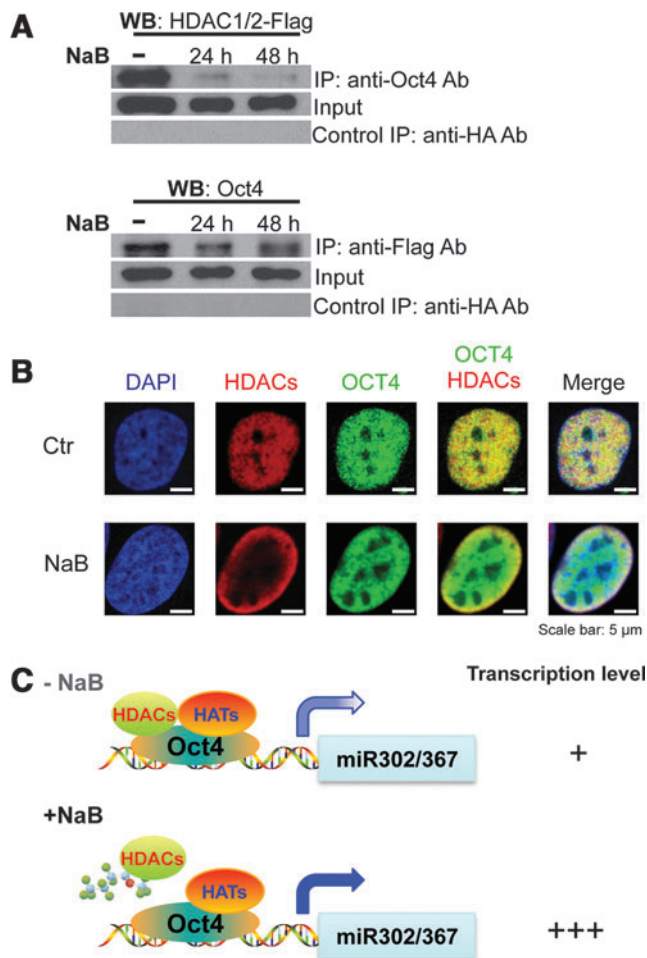 A
WB: HDAC1/2-Flag
NaB – 24 h 48 h
IP: anti-Oct4 Ab
Input
Control IP: anti-HA Ab
WB: Oct4
NaB – 24 h 48 h
IP: anti-Flag Ab
Input
Control IP: anti-HA Ab
B
DAPI HDACs OCT4 OCT4 HDACs Merge
Ctr
NaB
Scale bar: 5 µm
C
- NaB
Transcription level
HDACs HATs
Oct4
miR302/367
+
+NaB
HDACs
HATs
Oct4
miR302/367
+++